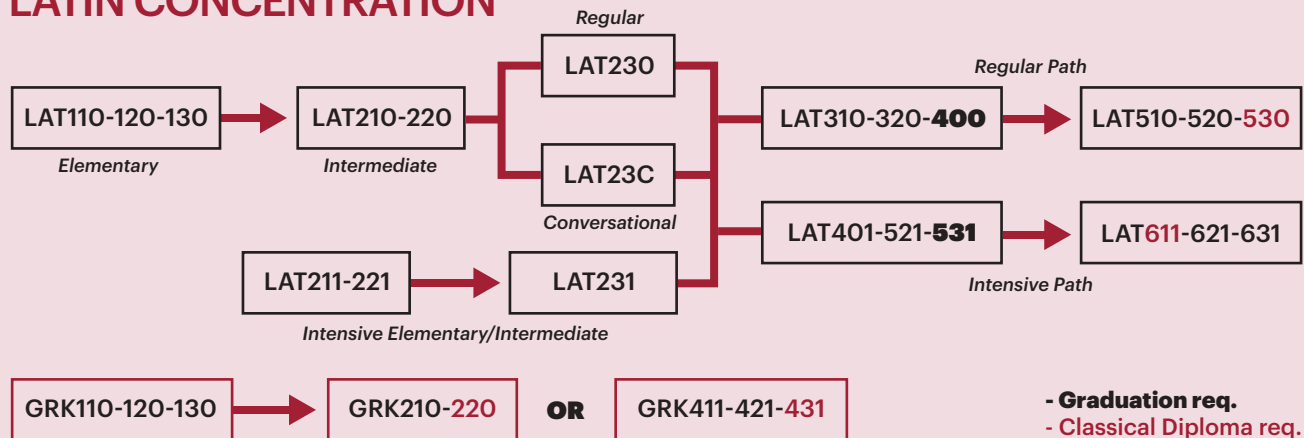 LATIN CONCENTRATION
Regular
LAT230
Regular Path
LAT110-120-130
LAT210-220
LAT310-320-400
LAT510-520-530
Elementary
Intermediate
LAT23C
Conversational
LAT401-521-531
LAT611-621-631
LAT211-221
LAT231
Intensive Path
Intensive Elementary/Intermediate
GRK110-120-130
GRK210-220
OR
GRK411-421-431
- Graduation req.
- Classical Diploma req.